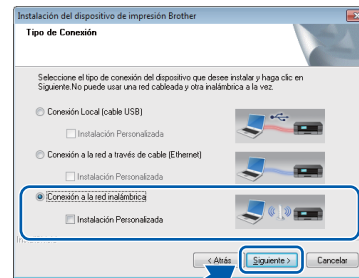 Instalación del dispositivo de impresión Brother
Tipo de Conexión
Seleccione el tipo de conexión del dispositivo que desee instalar y haga clic en
Siguiente.No puede usar una red cableada y otra inalámbrica a la vez.
Conexión Local (cable USB)
Instalación Personalizada
Conexión a la red a través de cable (Ethernet)
Instalación Personalizada
Conexión a la red inalámbrica
Instalación Personalizada
< Atrás
Siguiente >
Cancelar